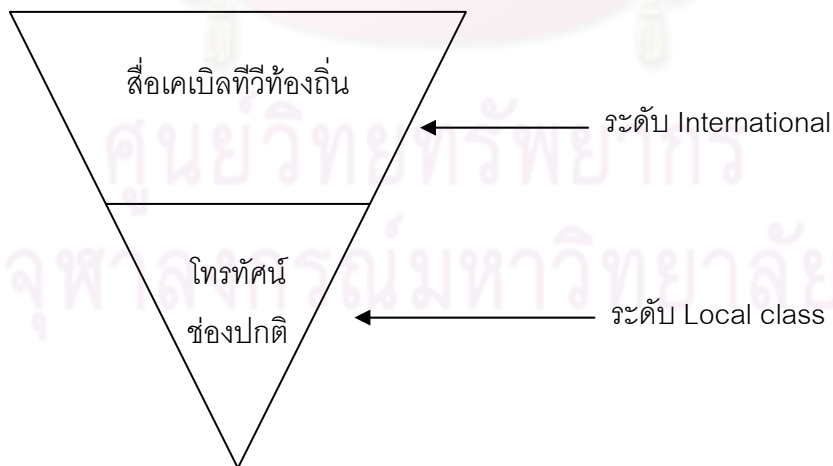 สื่อเคเบิลทีวีท้องถิ่น
ระดับ International
ศูนย์วิทยทรัพยากร
โทรทัศน์
ช่องปกติ
จุฬาลงกรณ์มหาวิทยาลัย
ระดับ Local class